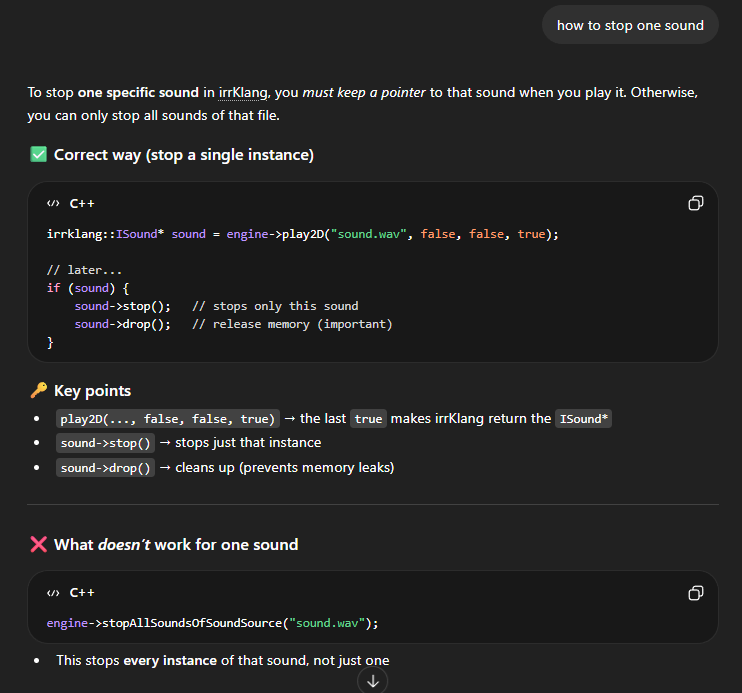 how to stop one sound
To stop one specific sound in irrKlang, you must keep a pointer to that sound when you play it. Otherwise,
you can only stop all sounds of that file.
✅ Correct way (stop a single instance)
</> C++
irrklang::ISound* sound = engine->play2D("sound.wav", false, false, true);
// later...
if (sound) {
    sound->stop();   // stops only this sound
    sound->drop();   // release memory (important)
}
🔑 Key points
• play2D(..., false, false, true) → the last true makes irrKlang return the ISound*
• sound->stop() → stops just that instance
• sound->drop() → cleans up (prevents memory leaks)
❌ What doesn't work for one sound
</> C++
engine->stopAllSoundsOfSoundSource("sound.wav");
• This stops every instance of that sound, not just one